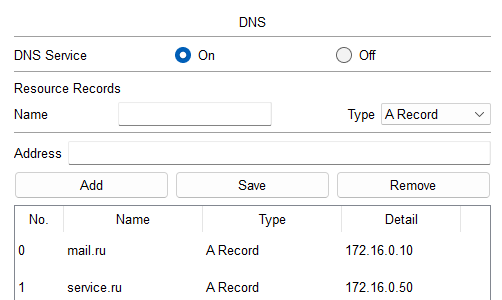 DNS
DNS Service On Off
Resource Records
Name Type A Record
Address
Add Save Remove
No. Name Type Detail
0 mail.ru A Record 172.16.0.10
1 service.ru A Record 172.16.0.50